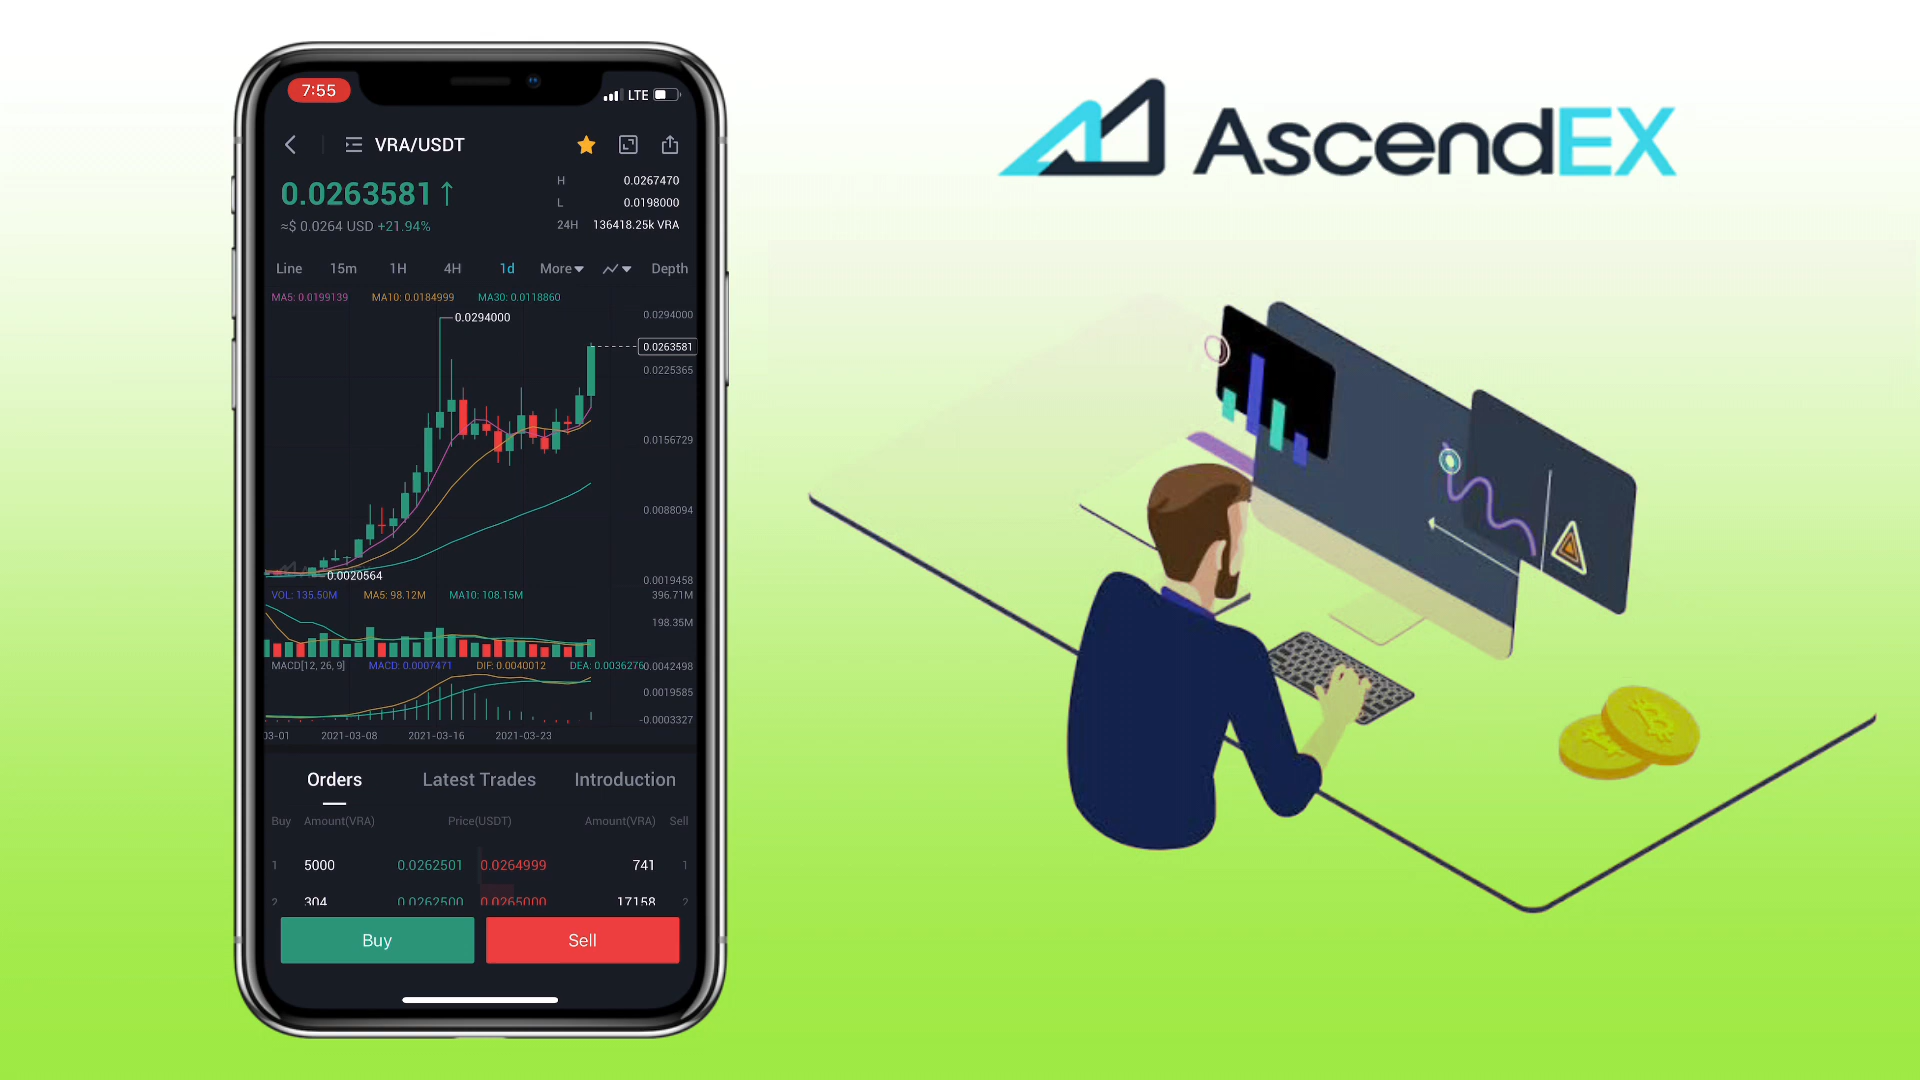 7:55
LTE
VRA/USDT
0.0263581↑
≈$ 0.0264 USD +21.94%
H 0.0267470
L 0.0198000
24H 136418.25k VRA
Line 15m 1H 4H 1d More Depth
MA5: 0.0199139 MA10: 0.0184999 MA30: 0.0118860
0.0294000
0.0294000
0.0263581
0.0225365
0.0156729
0.0088094
0.0020564
0.0019458
VOL: 135.50M MA5: 98.12M MA10: 108.15M 396.71M
198.35M
MACD[12, 26, 9] MACD: 0.0007471 DIF: 0.0040012 DEA: 0.0036276 0.0042498
0.0019585
-0.0003327
03-01 2021-03-08 2021-03-16 2021-03-23
Orders Latest Trades Introduction
Buy Amount(VRA) Price(USDT) Amount(VRA) Sell
1 5000 0.0262501 0.0264999 741 1
2 304 0.0262500 0.0265000 17158 2
Buy Sell
AscendEX